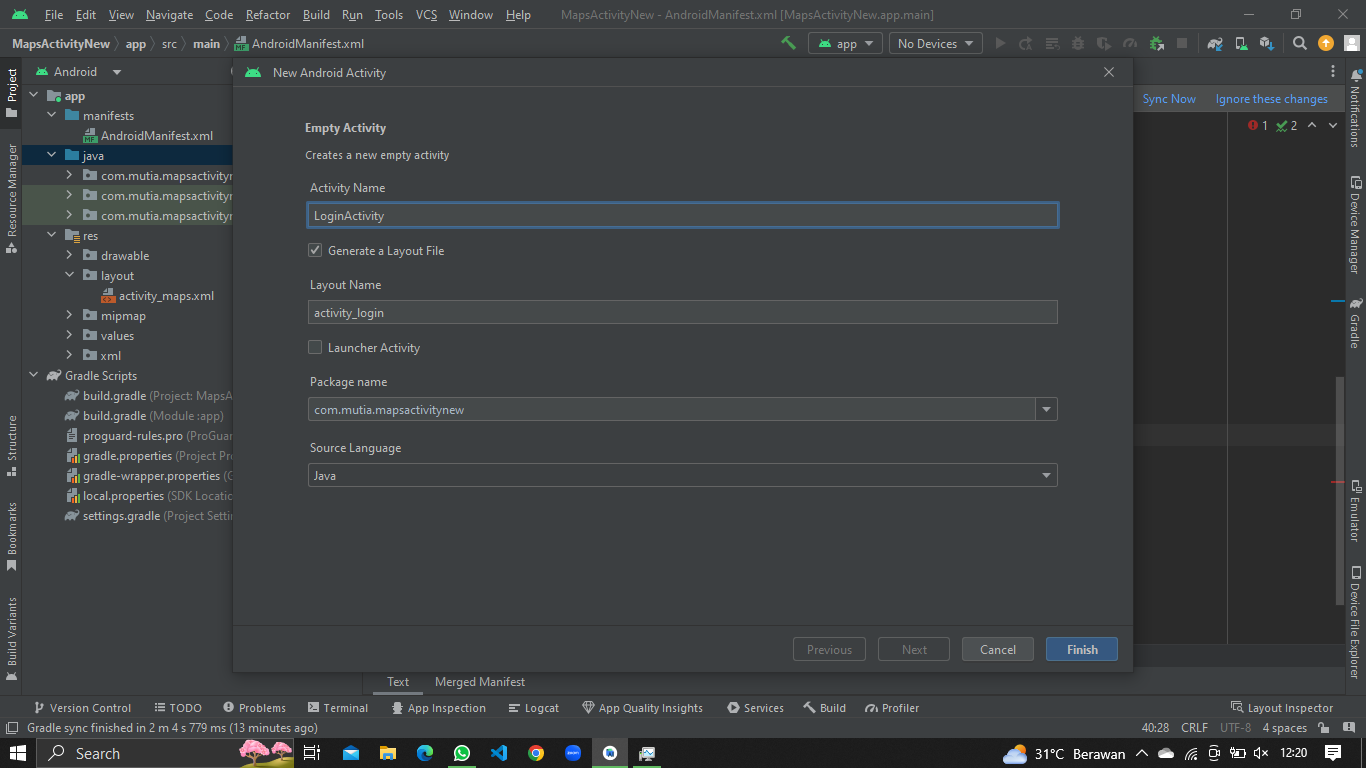 File Edit View Navigate Code Refactor Build Run Tools VCS Window Help MapsActivityNew - AndroidManifest.xml [MapsActivityNew.app.main]
MapsActivityNew app src main AndroidManifest.xml app No Devices
Android
New Android Activity
Project
Resource Manager
Structure
Bookmarks
Build Variants
app
manifests
AndroidManifest.xml
java
com.mutia.mapsactivityn
com.mutia.mapsactivityn
com.mutia.mapsactivityn
res
drawable
layout
activity_maps.xml
mipmap
values
xml
Gradle Scripts
build.gradle (Project: MapsA
build.gradle (Module :app)
proguard-rules.pro (ProGuar
gradle.properties (Project Pro
gradle-wrapper.properties (G
local.properties (SDK Locatio
settings.gradle (Project Settin
Empty Activity
Creates a new empty activity
Activity Name
LoginActivity
Generate a Layout File
Layout Name
activity_login
Launcher Activity
Package name
com.mutia.mapsactivitynew
Source Language
Java
Previous Next Cancel Finish
Sync Now Ignore these changes
1 2
Notifications
Device Manager
Gradle
Emulator
Device File Explorer
Text Merged Manifest
Version Control TODO Problems Terminal App Inspection Logcat App Quality Insights Services Build Profiler Layout Inspector
Gradle sync finished in 2 m 4 s 779 ms (13 minutes ago) 40:28 CRLF UTF-8 4 spaces
Search 31°C Berawan 12:20